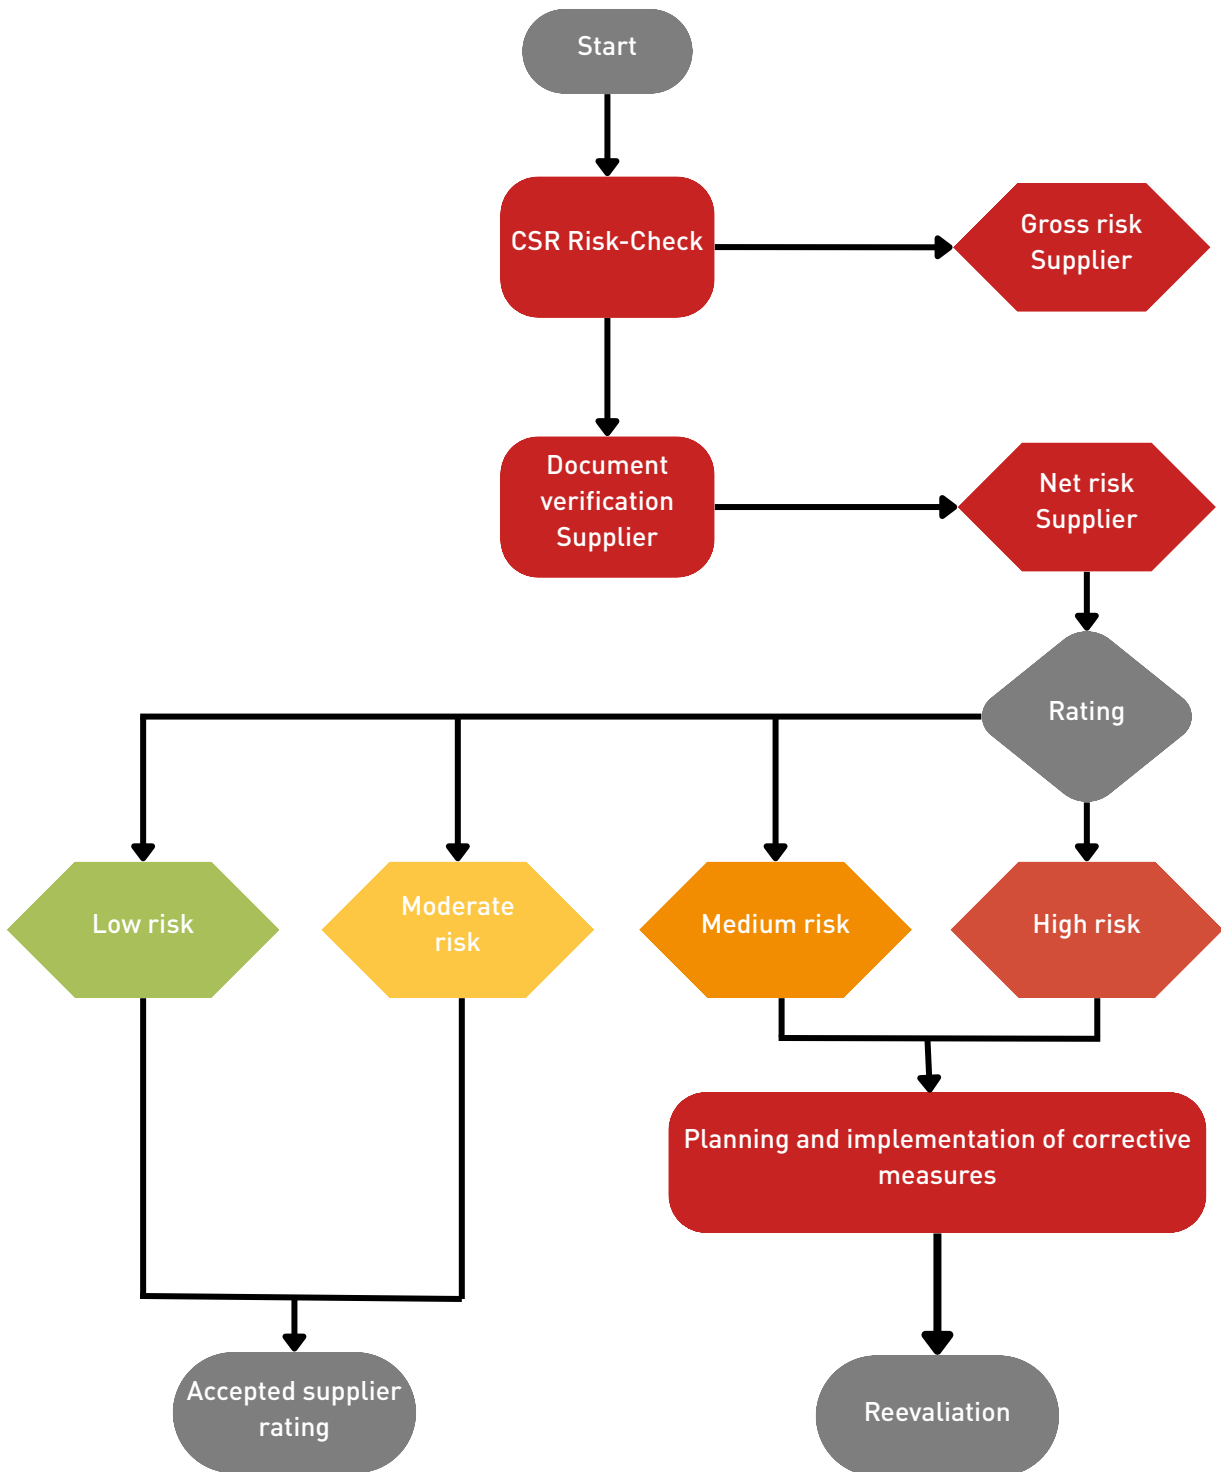 Start
CSR Risk-Check
Gross risk
Supplier
Document
verification
Supplier
Net risk
Supplier
Rating
Low risk
Moderate
risk
Medium risk
High risk
Planning and implementation of corrective
measures
Accepted supplier
rating
Reevaliation